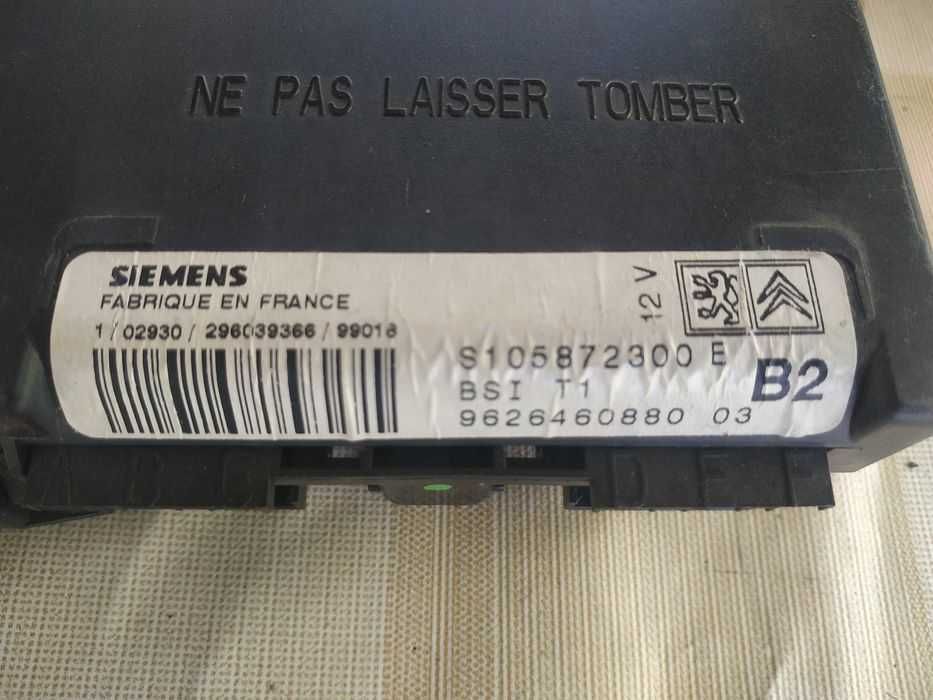 NE PAS LAISSER TOMBER
SIEMENS
FABRIQUE EN FRANCE
1 / 02930 / 296039366 / 99018
12 V
S105872300 E
BSI T1
B2
9626460880 03